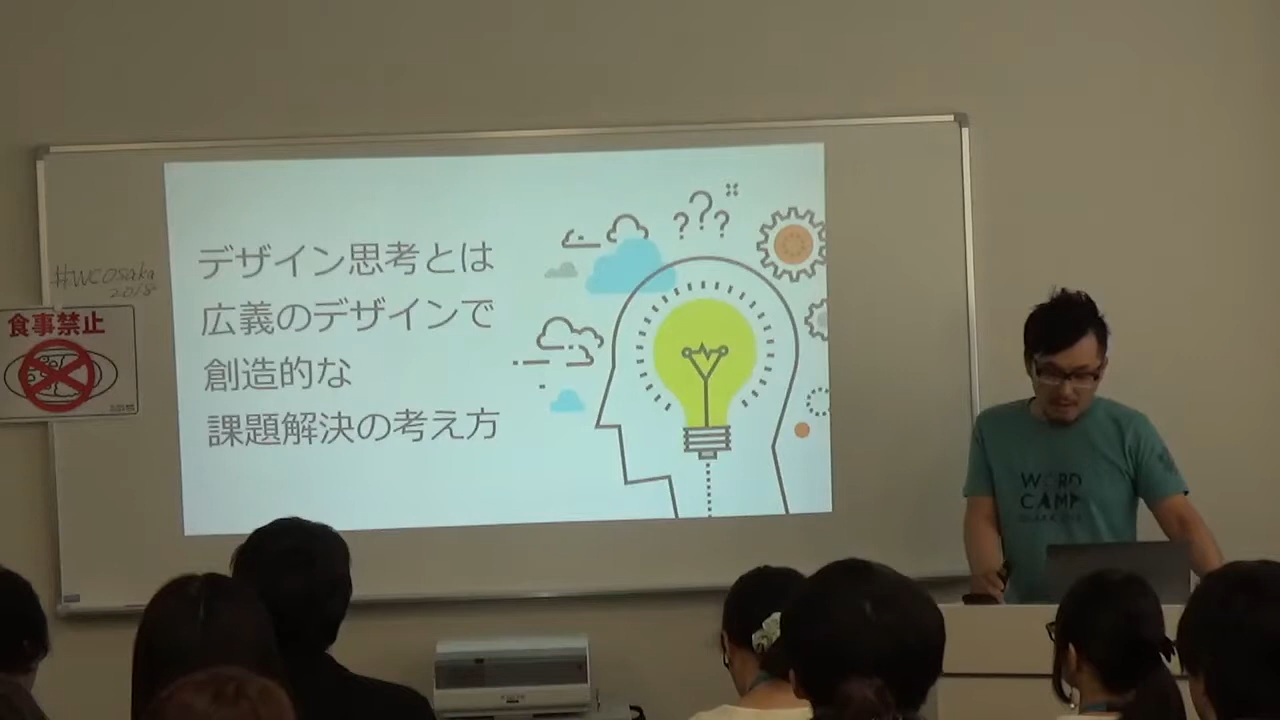 デザイン思考とは
広義のデザインで
創造的な
課題解決の考え方
???
#wcosaka
2018
食事禁止
WORD
CAMP